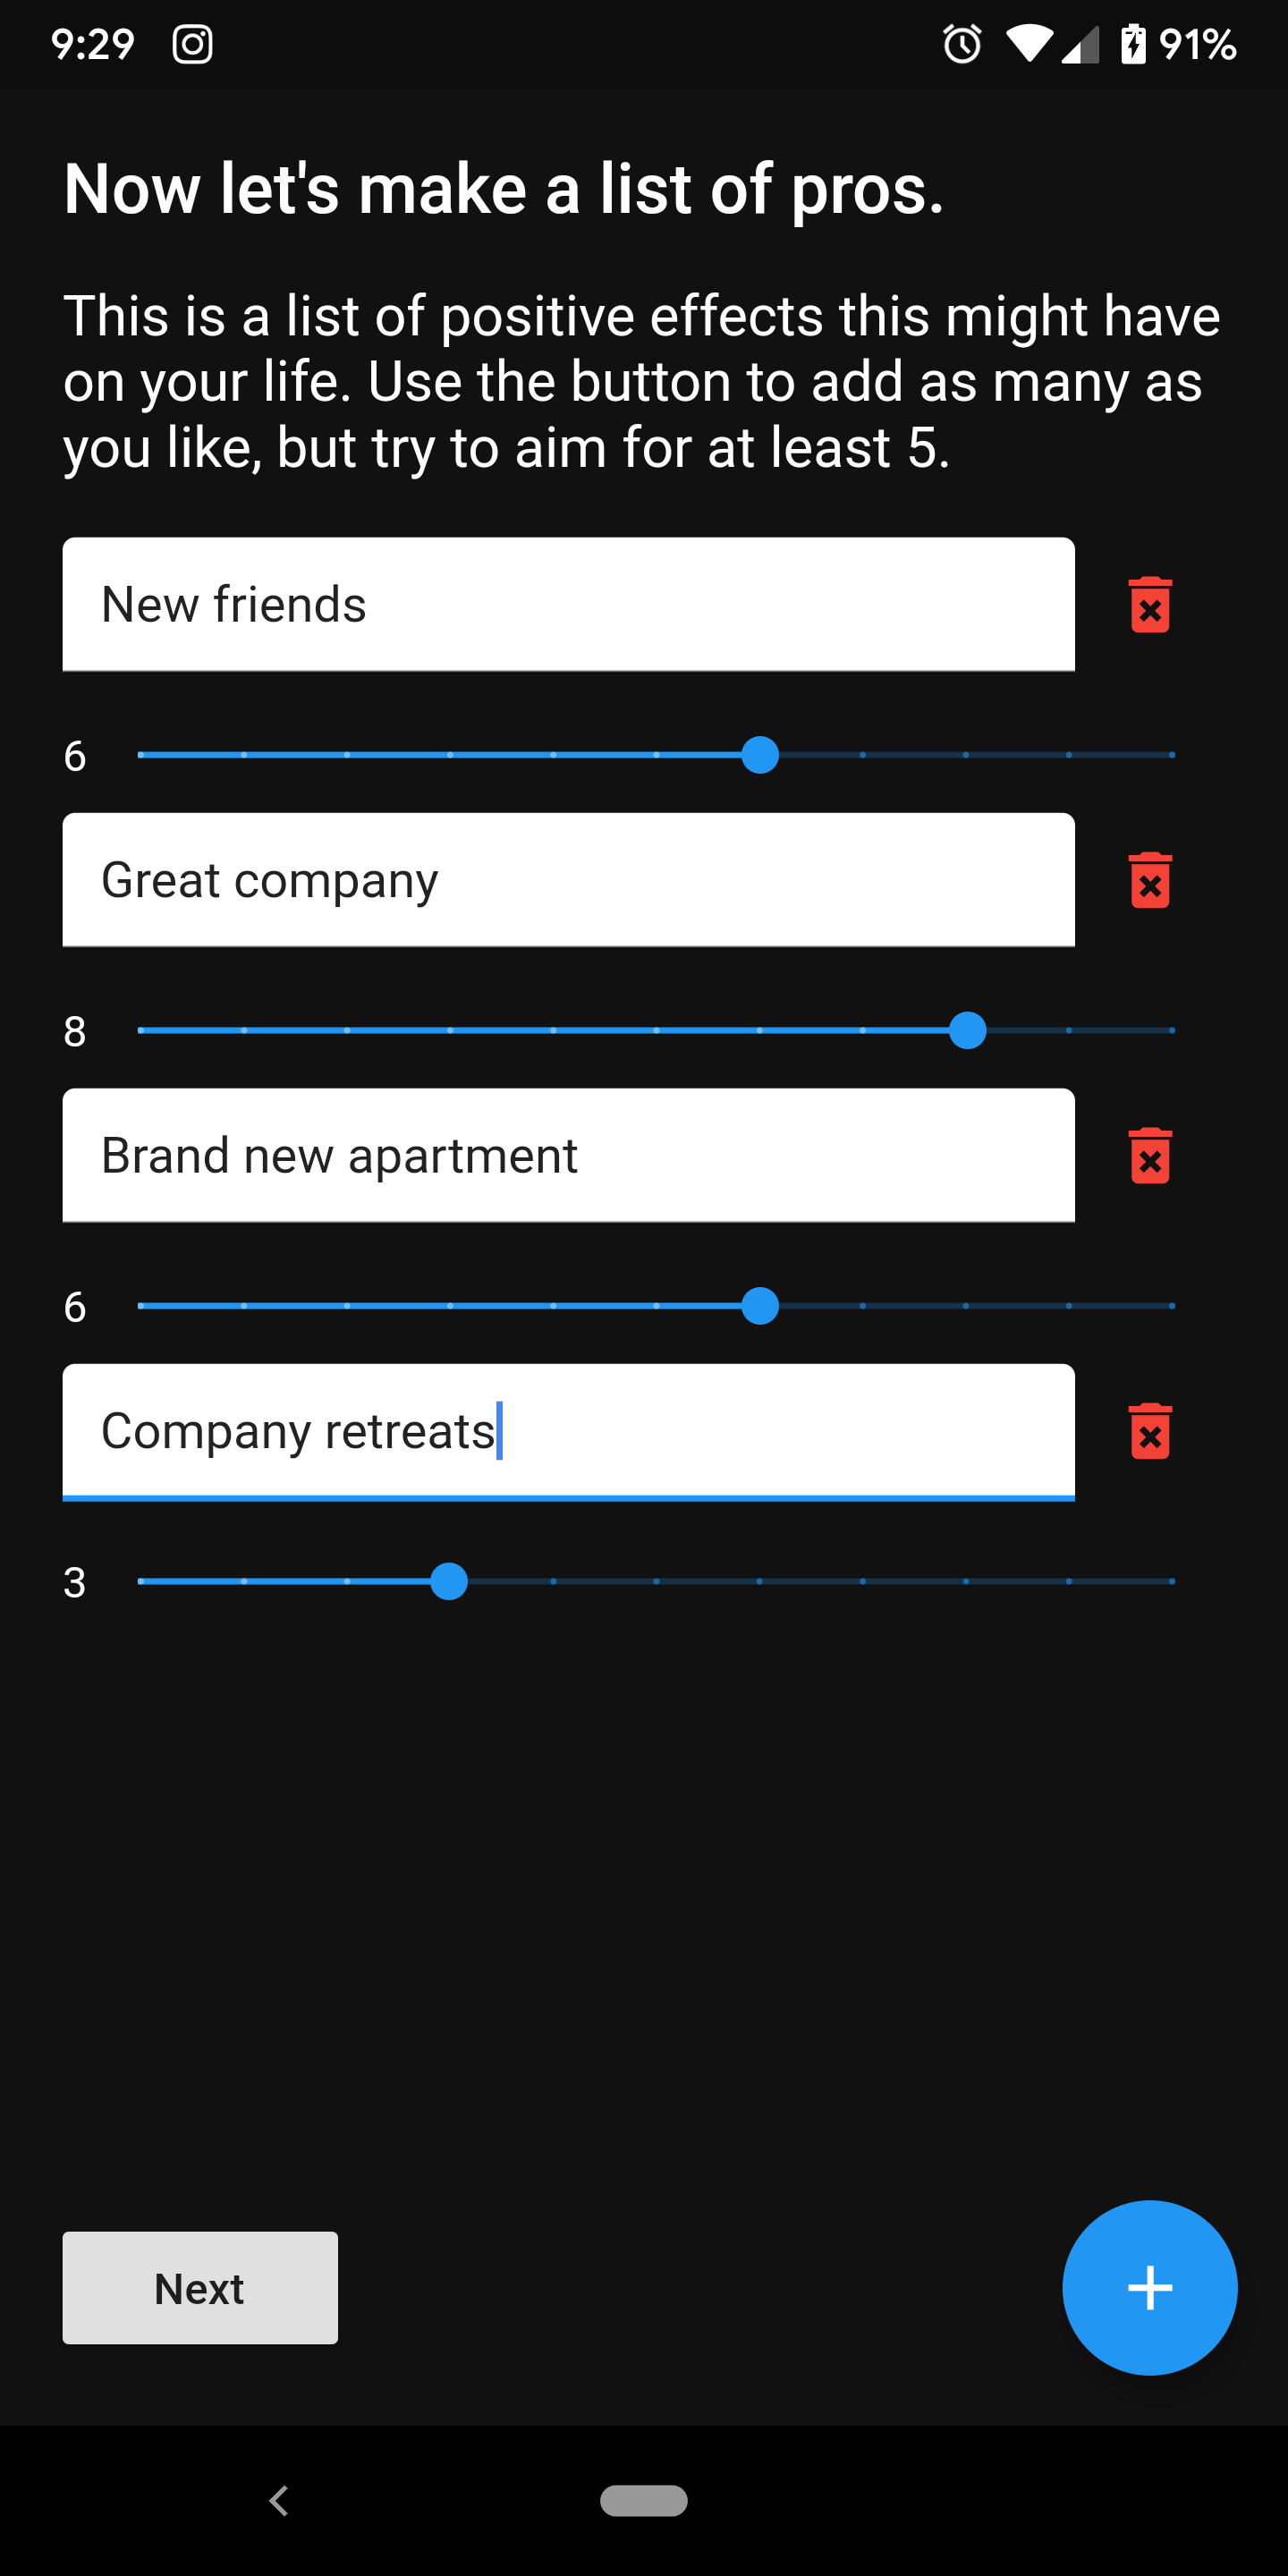 9:29 91%
Now let's make a list of pros.
This is a list of positive effects this might have
on your life. Use the button to add as many as
you like, but try to aim for at least 5.
New friends
6
Great company
8
Brand new apartment
6
Company retreats
3
Next